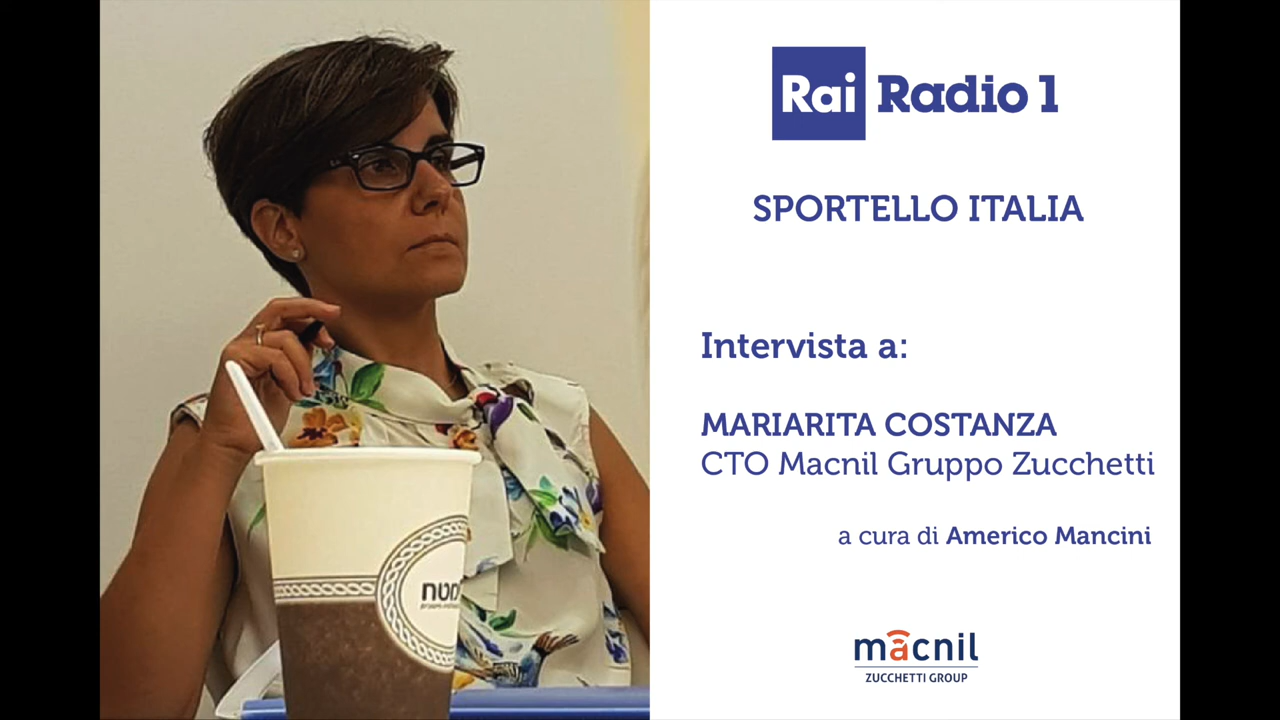 Rai Radio 1
SPORTELLO ITALIA
Intervista a:
MARIARITA COSTANZA
CTO Macnil Gruppo Zucchetti
a cura di Americo Mancini
macnil
ZUCCHETTI GROUP